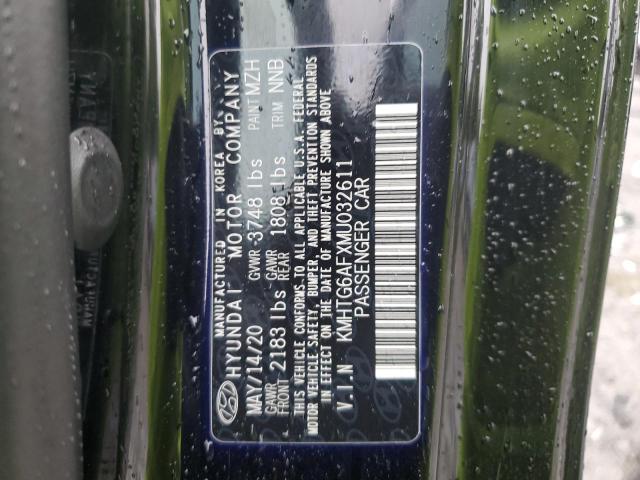 MANUFACTURED IN KOREA BY
HYUNDAI MOTOR COMPANY
MAY/14/20 GVWR 3748 lbs PAINT MZH
GAWR FRONT 2183 lbs GAWR REAR 1808 lbs TRIM NNB
THIS VEHICLE CONFORMS TO ALL APPLICABLE U.S.A. FEDERAL
MOTOR VEHICLE SAFETY, BUMPER, AND THEFT PREVENTION STANDARDS
IN EFFECT ON THE DATE OF MANUFACTURE SHOWN ABOVE
V.I.N KMHTG6AFXMU032611
PASSENGER CAR